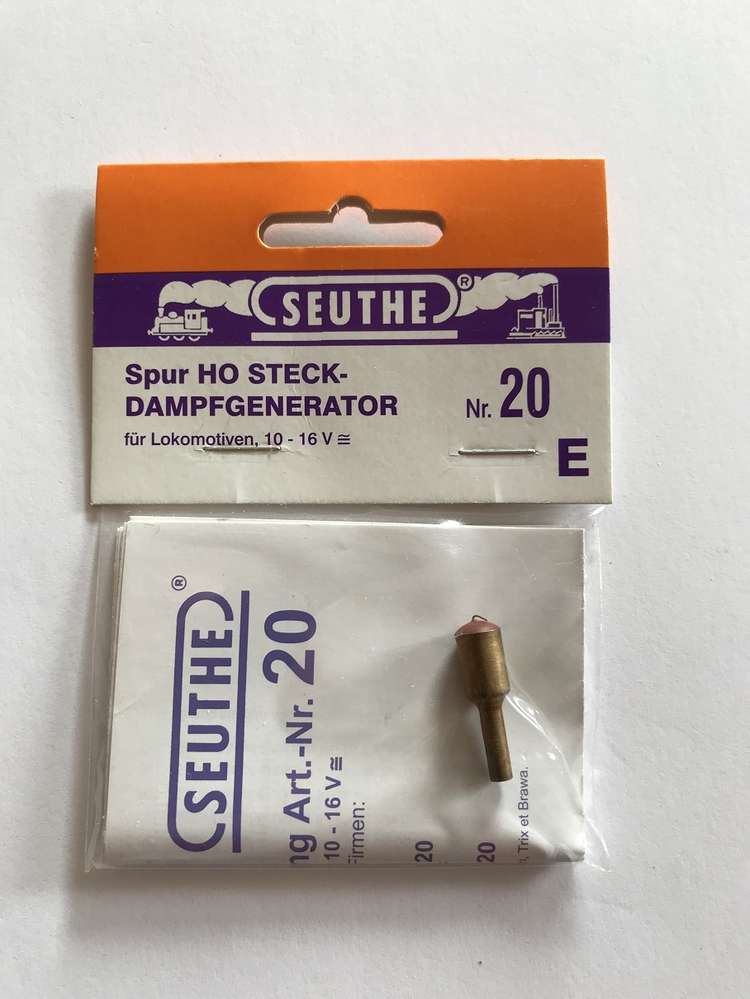 SEUTHE ®
Spur HO STECK-
DAMPFGENERATOR
Nr. 20
für Lokomotiven, 10 - 16 V ≅
E
SEUTHE ®
Art.-Nr. 20
10 - 16 V ≅
20
20
Trix et Brawa.